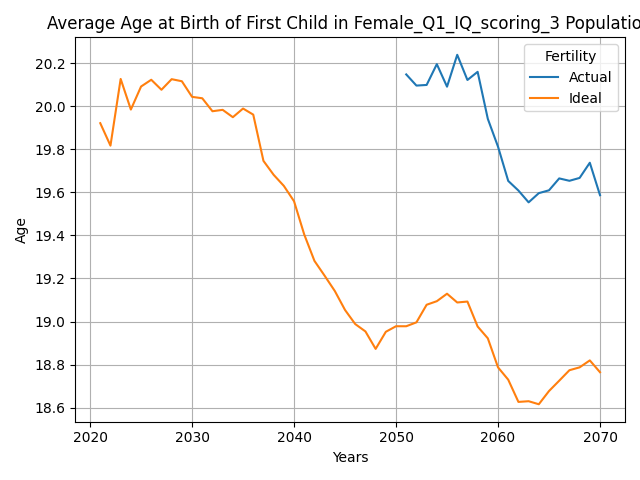 Average Age at Birth of First Child in Female_Q1_IQ_scoring_3 Populatio
Fertility
Actual
Ideal
20.2
20.0
19.8
19.6
19.4
19.2
19.0
18.8
18.6
Age
2020 2030 2040 2050 2060 2070
Years